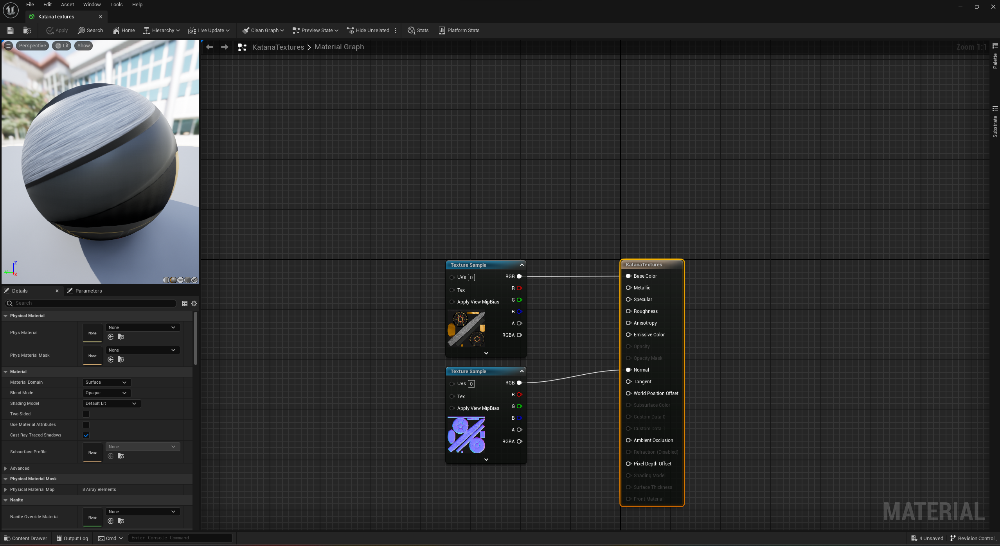 File Edit Asset Window Tools Help
KatanaTextures
Apply Search Home Hierarchy Live Update Clean Graph Preview State Hide Unrelated Stats Platform Stats
Perspective Lit Show
KatanaTextures > Material Graph
Zoom 1:1
Palette
Substrate
Z
Y
X
Details Parameters
Search
Physical Material
Phys Material None None
Phys Material Mask None None
Material
Material Domain Surface
Blend Mode Opaque
Shading Model Default Lit
Two Sided
Use Material Attributes
Cast Ray Traced Shadows
Subsurface Profile None None
Advanced
Physical Material Mask
Physical Material Map 8 Array elements
Nanite
Nanite Override Material None None
Texture Sample
UVs 0 RGB
R
Tex
G
Apply View MipBias
B
A
RGBA
Texture Sample
UVs 0 RGB
R
Tex
G
Apply View MipBias
B
A
RGBA
KatanaTextures
Base Color
Metallic
Specular
Roughness
Anisotropy
Emissive Color
Opacity
Opacity Mask
Normal
Tangent
World Position Offset
Subsurface Color
Custom Data 0
Custom Data 1
Ambient Occlusion
Refraction (Disabled)
Pixel Depth Offset
Shading Model
Surface Thickness
Front Material
MATERIAL
Content Drawer Output Log Cmd Enter Console Command 4 Unsaved Revision Control